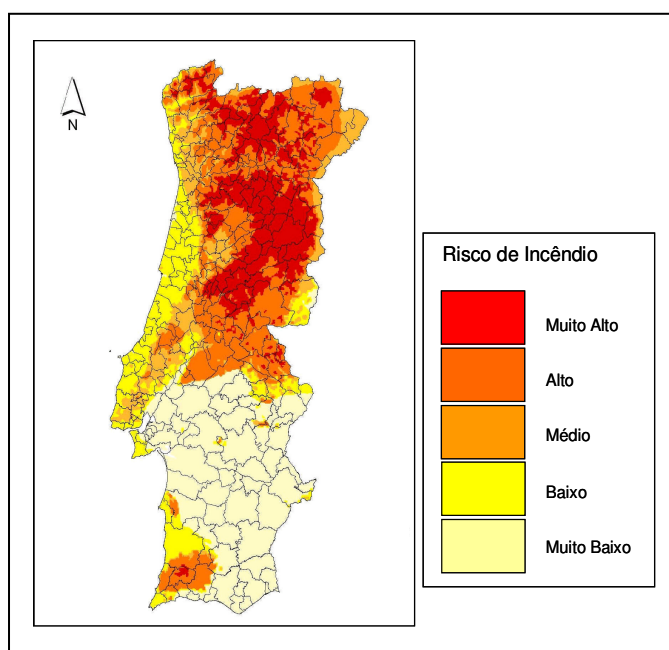 N
Risco de Incêndio
Muito Alto
Alto
Médio
Baixo
Muito Baixo